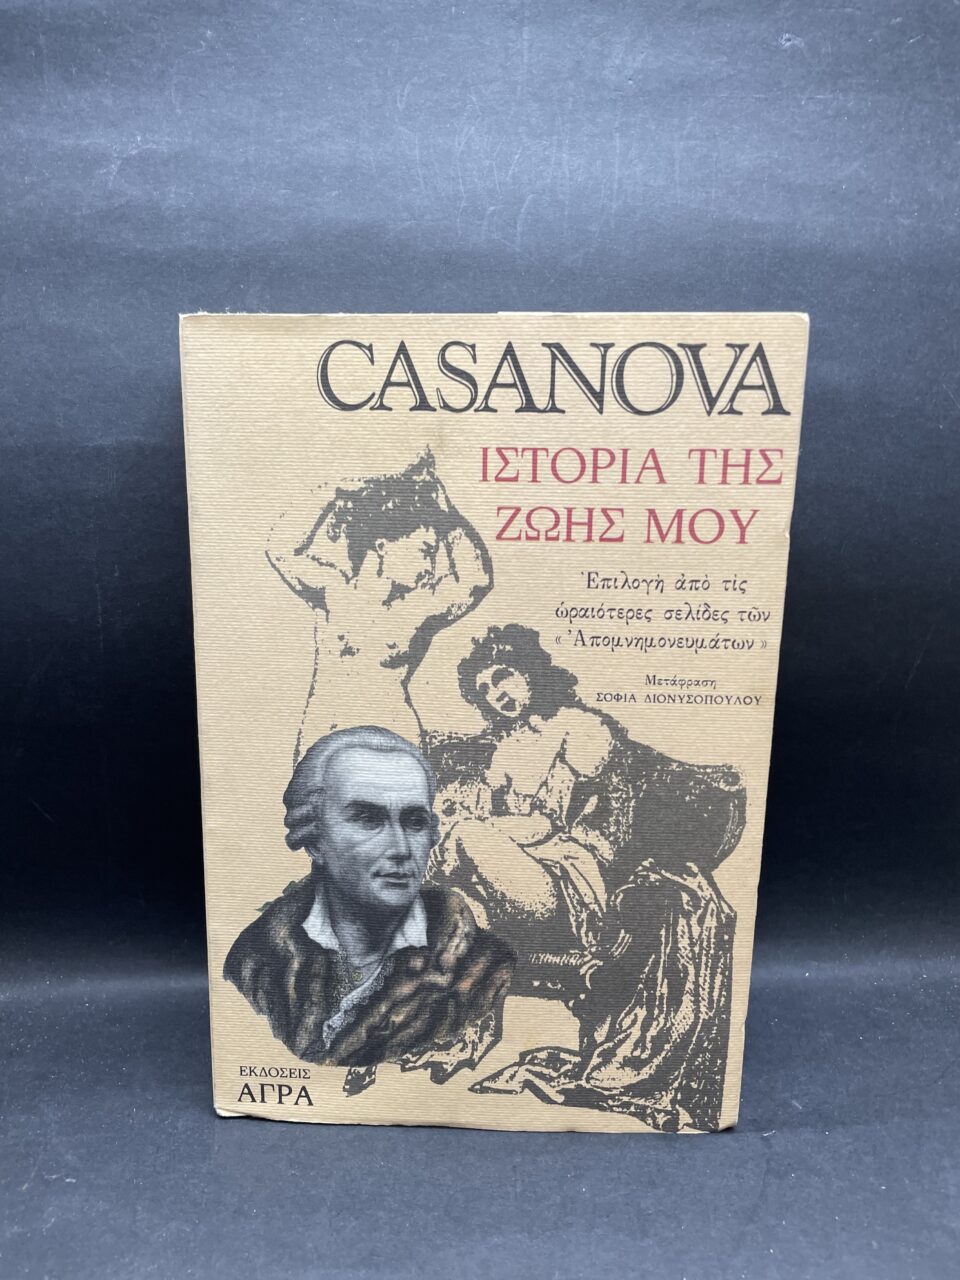 CASANOVA
ΙΣΤΟΡΙΑ ΤΗΣ
ΖΩΗΣ ΜΟΥ
Ἐπιλογὴ ἀπὸ τὶς
ὡραιότερες σελίδες τῶν
« Ἀπομνημονευμάτων »
Μετάφραση
ΣΟΦΙΑ ΔΙΟΝΥΣΟΠΟΥΛΟΥ
ΕΚΔΟΣΕΙΣ
ΑΓΡΑ